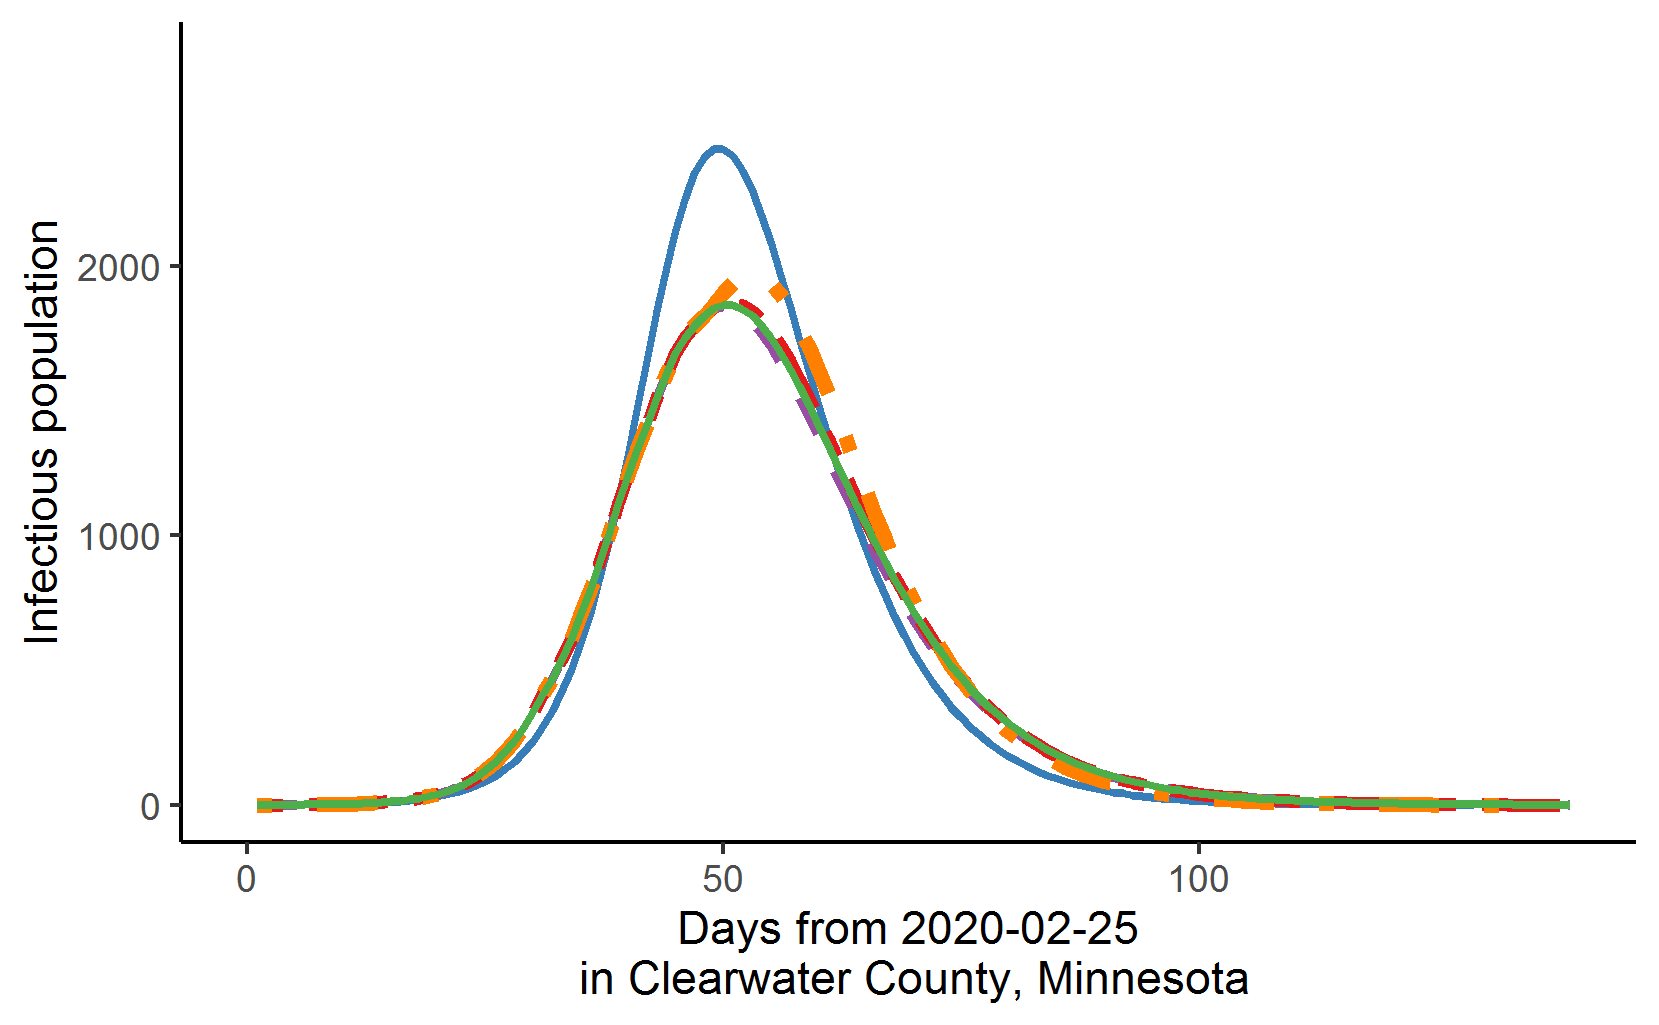 Infectious population
2000
1000
0
0 50 100
Days from 2020-02-25
in Clearwater County, Minnesota